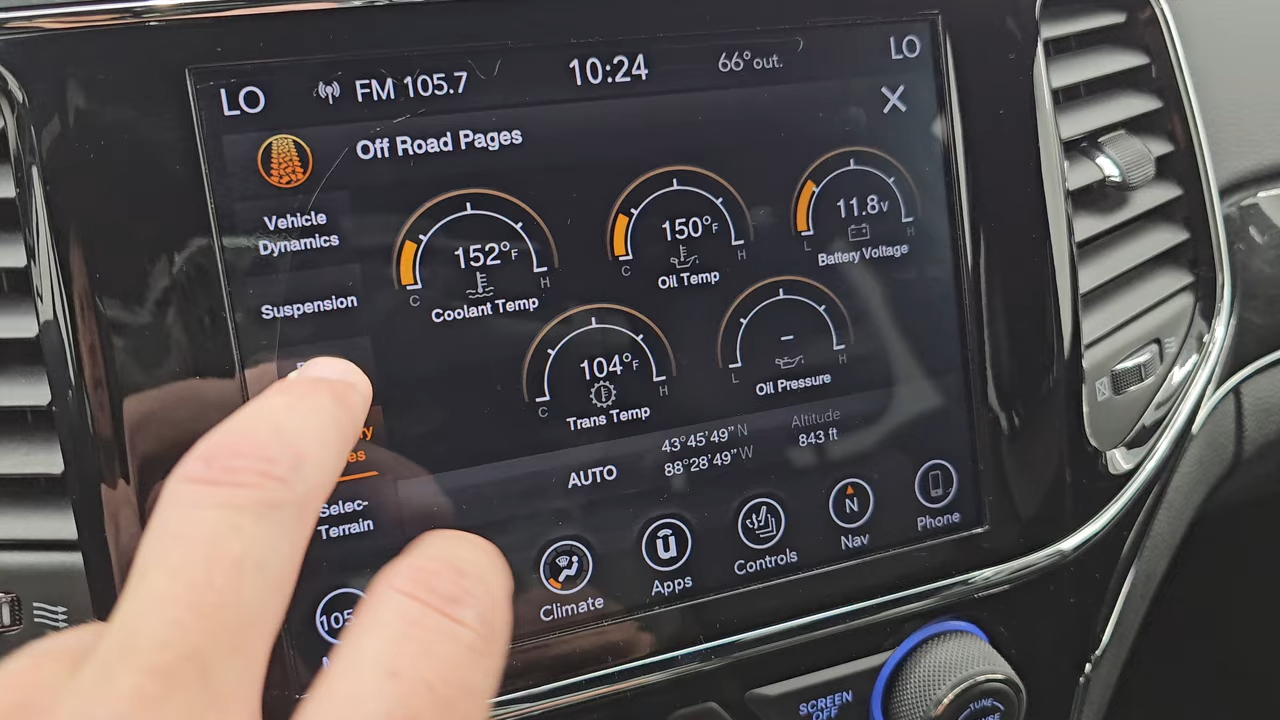 LO
FM 105.7
10:24
66° out.
LO
Off Road Pages
Vehicle
Dynamics
Suspension
Selec-
Terrain
152°F
C
H
Coolant Temp
150°F
C
H
Oil Temp
11.8v
L
H
Battery Voltage
104°F
C
H
Trans Temp
-
L
H
Oil Pressure
AUTO
43°45'49" N
88°28'49" W
Altitude
843 ft
Climate
Apps
Controls
N
Nav
Phone
SCREEN
OFF
TUNE